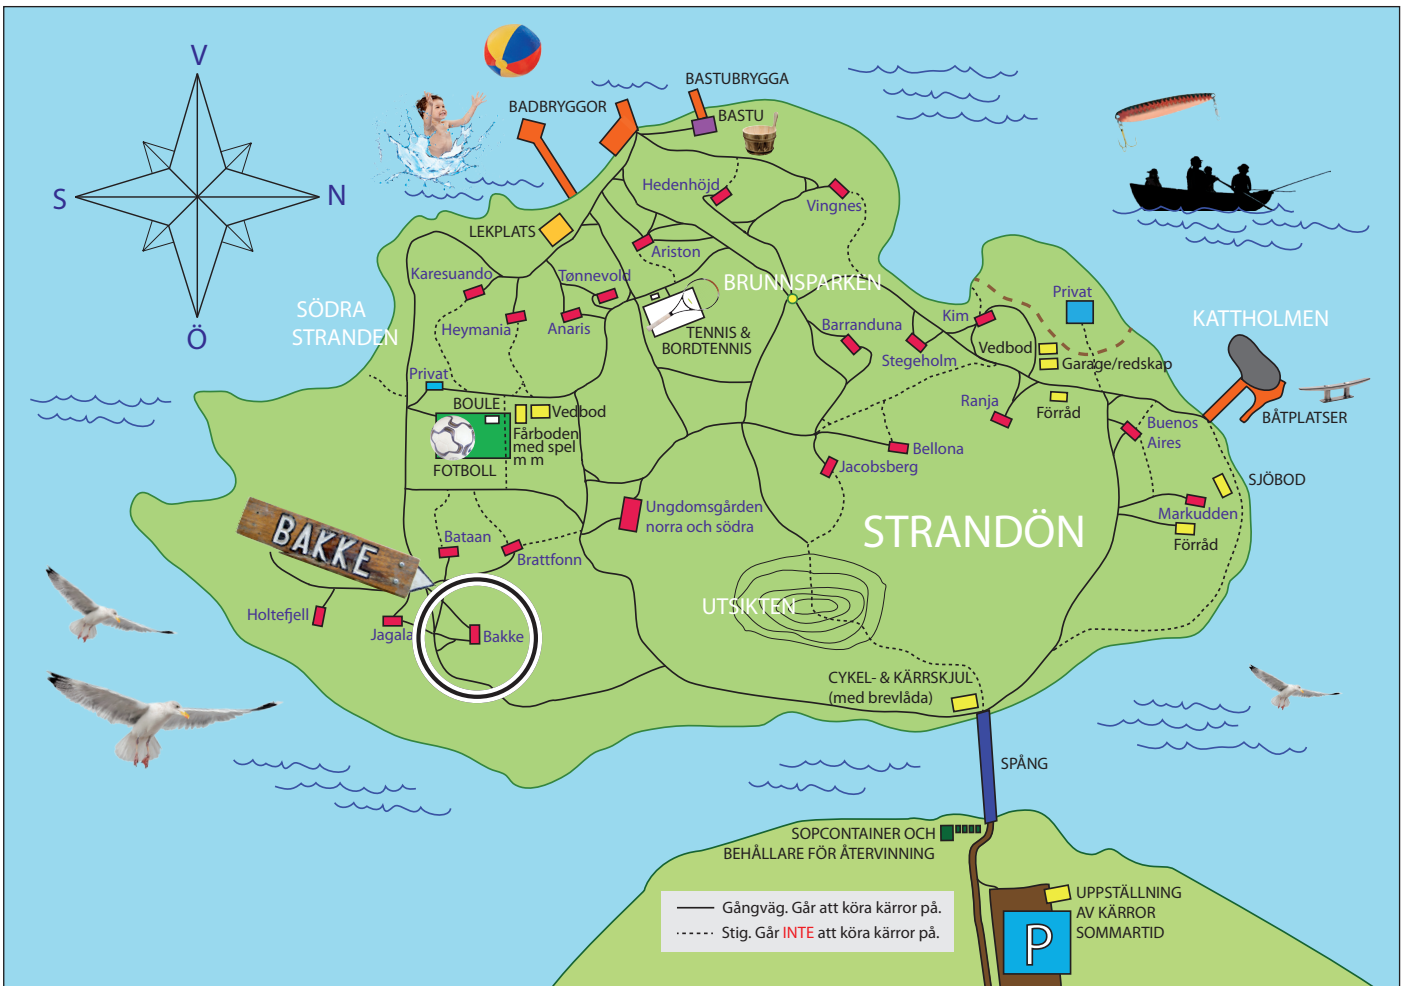 V
S
N
Ö
BADBRYGGOR
BASTUBRYGGA
BASTU
Hedenhöjd
Vingnes
LEKPLATS
Ariston
Karesuando
Tønnevold
BRUNNSPARKEN
Privat
SÖDRA
STRANDEN
Heymania
Anaris
TENNIS &
BORDTENNIS
Barranduna
Kim
KATTHOLMEN
Stegeholm
Vedbod
Garage/redskap
Privat
BOULE
Vedbod
Ranja
Förråd
BÅTPLATSER
Buenos
Aires
Fårboden
med spel
m m
FOTBOLL
Bellona
Jacobsberg
SJÖBOD
Ungdomsgården
norra och södra
Markudden
STRANDÖN
Förråd
BAKKE
Bataan
Brattfonn
Holtefjell
Jagala
Bakke
UTSIKTEN
CYKEL- & KÄRRSKJUL
(med brevlåda)
SPÅNG
SOPCONTAINER OCH
BEHÅLLARE FÖR ÅTERVINNING
UPPSTÄLLNING
AV KÄRROR
SOMMARTID
P
Gångväg. Går att köra kärror på.
Stig. Går INTE att köra kärror på.